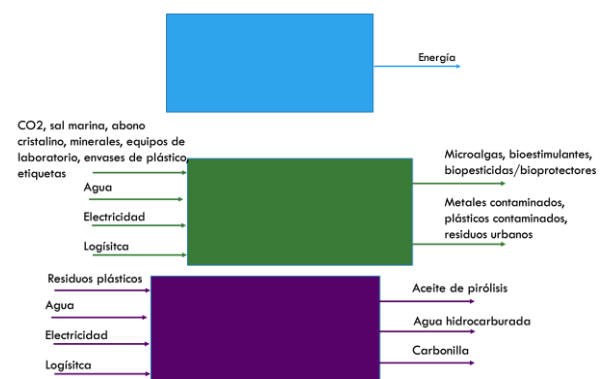 Energía
CO2, sal marina, abono
cristalino, minerales, equipos de
laboratorio, envases de plástico,
etiquetas
Agua
Electricidad
Logísitca
Microalgas, bioestimulantes,
biopesticidas/bioprotectores
Metales contaminados,
plásticos contaminados,
residuos urbanos
Residuos plásticos
Agua
Electricidad
Logísitca
Aceite de pirólisis
Agua hidrocarburada
Carbonilla